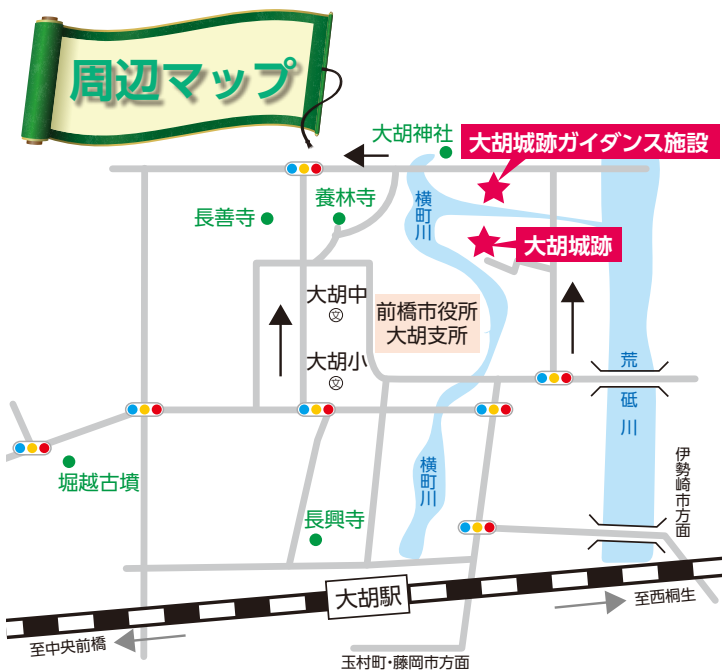 周辺マップ
大胡神社
大胡城跡ガイダンス施設
養林寺
長善寺
横町川
大胡城跡
大胡中
文
前橋市役所
大胡支所
大胡小
文
荒砥川
堀越古墳
横町川
伊勢崎市方面
長興寺
大胡駅
至西桐生
至中央前橋
玉村町・藤岡市方面